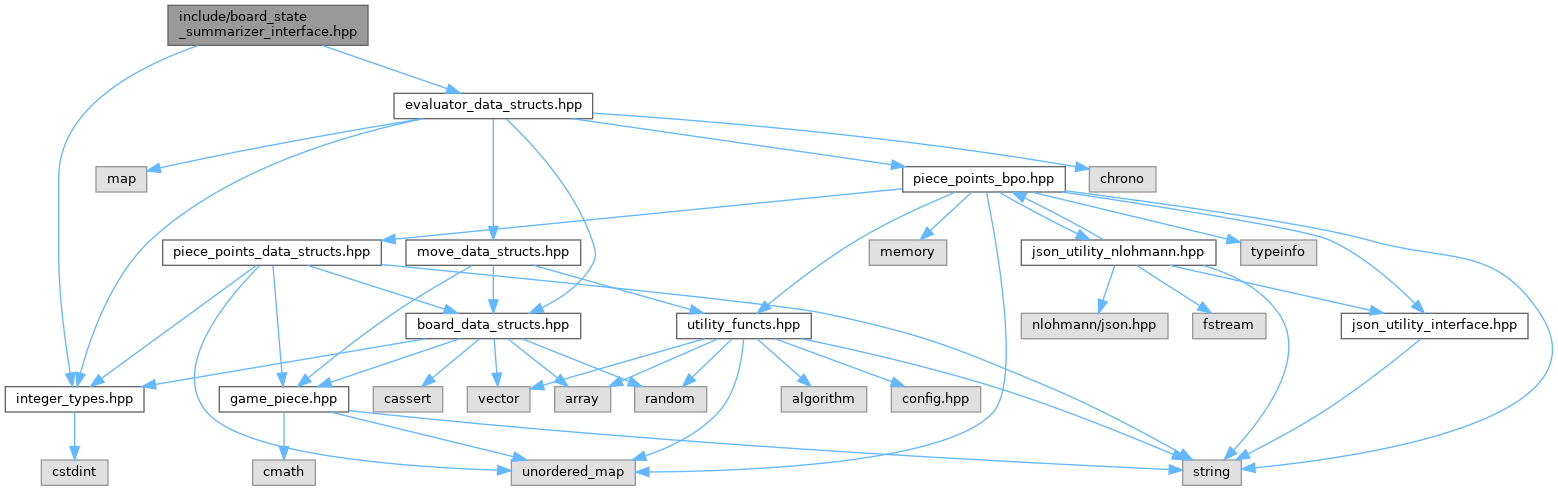 include/board_state
_summarizer_interface.hpp
evaluator_data_structs.hpp
map
piece_points_bpo.hpp
chrono
piece_points_data_structs.hpp
move_data_structs.hpp
memory
json_utility_nlohmann.hpp
typeinfo
board_data_structs.hpp
utility_functs.hpp
nlohmann/json.hpp
fstream
json_utility_interface.hpp
integer_types.hpp
game_piece.hpp
cassert
vector
array
random
algorithm
config.hpp
cstdint
cmath
unordered_map
string